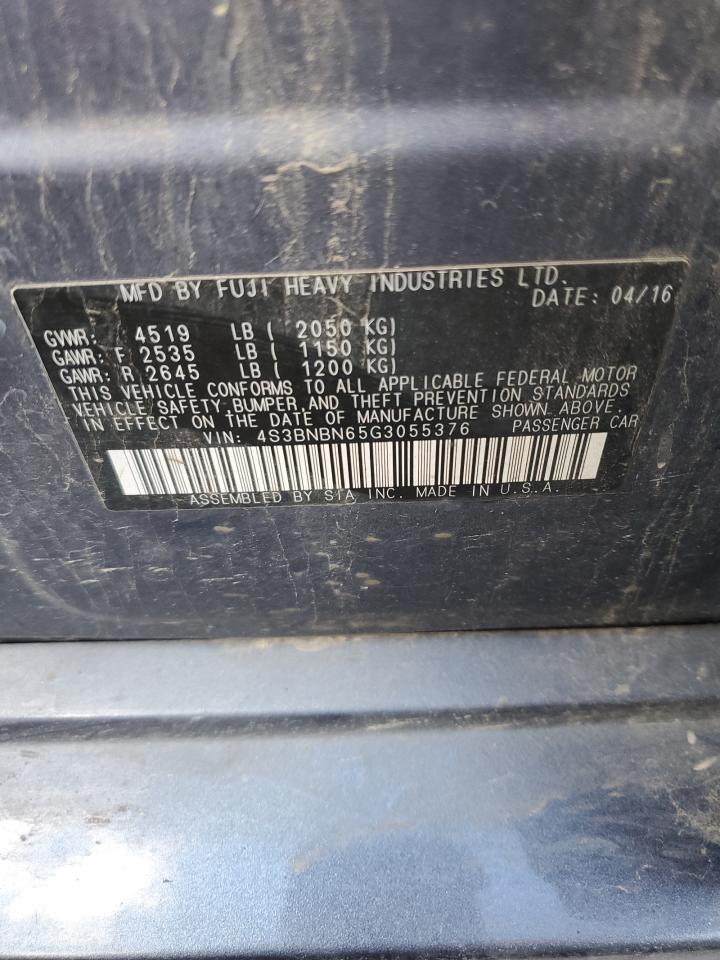 MFD BY FUJI HEAVY INDUSTRIES LTD.
DATE: 04/16
GVWR: 4519 LB ( 2050 KG)
GAWR: F 2535 LB ( 1150 KG)
GAWR: R 2645 LB ( 1200 KG)
THIS VEHICLE CONFORMS TO ALL APPLICABLE FEDERAL MOTOR
VEHICLE SAFETY, BUMPER AND THEFT PREVENTION STANDARDS
IN EFFECT ON THE DATE OF MANUFACTURE SHOWN ABOVE.
VIN: 4S3BNBN65G3055376 PASSENGER CAR
ASSEMBLED BY SIA INC. MADE IN U.S.A.